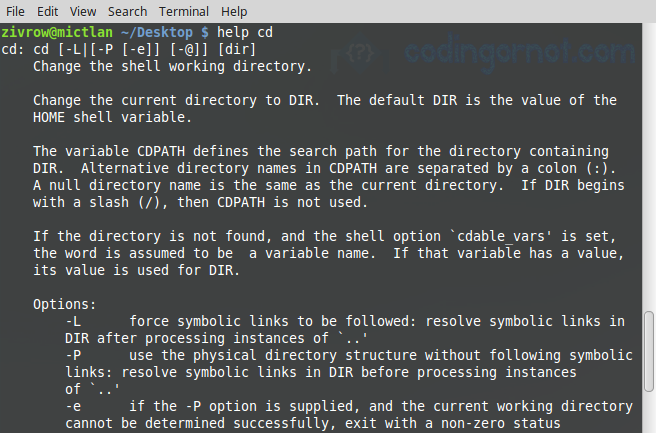 File Edit View Search Terminal Help
zivrow@mictlan ~/Desktop $ help cd
cd: cd [-L|[-P [-e]] [-@]] [dir]
{?} codingornot.com
Change the shell working directory.
Change the current directory to DIR.  The default DIR is the value of the
HOME shell variable.
The variable CDPATH defines the search path for the directory containing
DIR.  Alternative directory names in CDPATH are separated by a colon (:).
A null directory name is the same as the current directory.  If DIR begins
with a slash (/), then CDPATH is not used.
If the directory is not found, and the shell option `cdable_vars' is set,
the word is assumed to be  a variable name.  If that variable has a value,
its value is used for DIR.
Options:
-L      force symbolic links to be followed: resolve symbolic links in
DIR after processing instances of `..'
-P      use the physical directory structure without following symbolic
links: resolve symbolic links in DIR before processing instances
of `..'
-e      if the -P option is supplied, and the current working directory
cannot be determined successfully, exit with a non-zero status